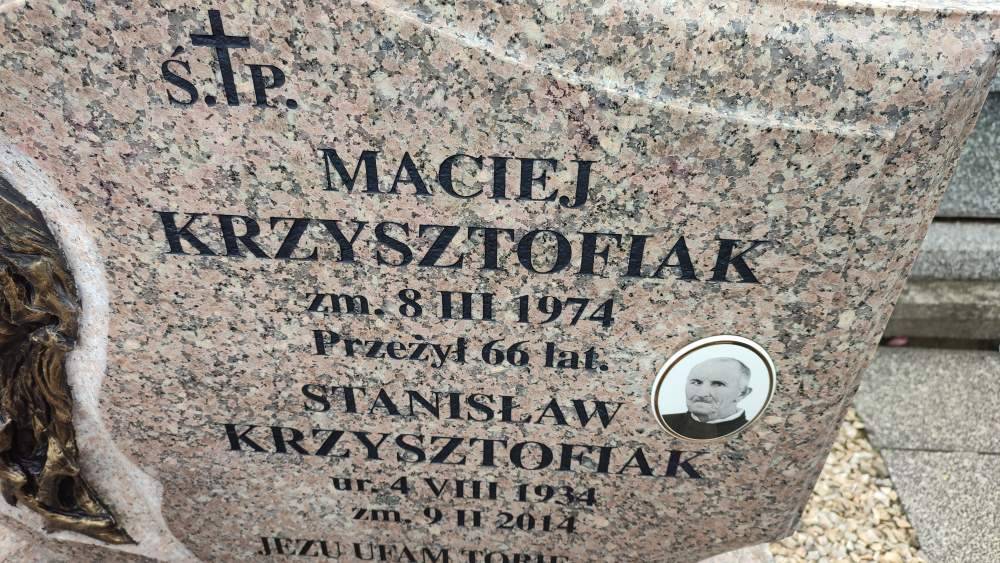 Ś.†P.
MACIEJ
KRZYSZTOFIAK
zm. 8 III 1974
Przeżył 66 lat.
STANISŁAW
KRZYSZTOFIAK
ur. 4 VIII 1934
zm. 9 II 2014
JEZU UFAM TOBIE